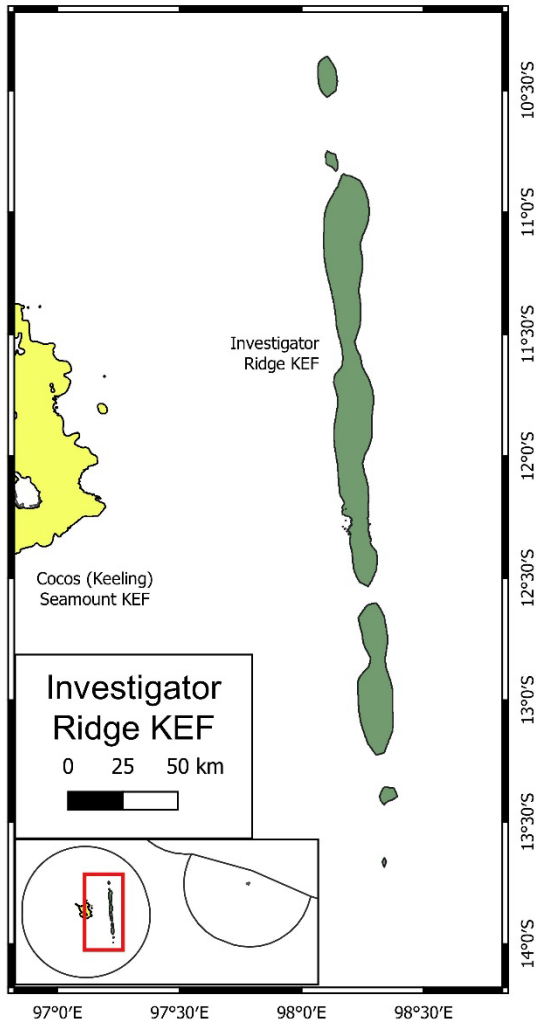 10°30'S
11°0'S
Investigator
Ridge KEF
11°30'S
12°0'S
Cocos (Keeling)
Seamount KEF
12°30'S
Investigator
Ridge KEF
0 25 50 km
13°0'S
13°30'S
14°0'S
97°0'E 97°30'E 98°0'E 98°30'E